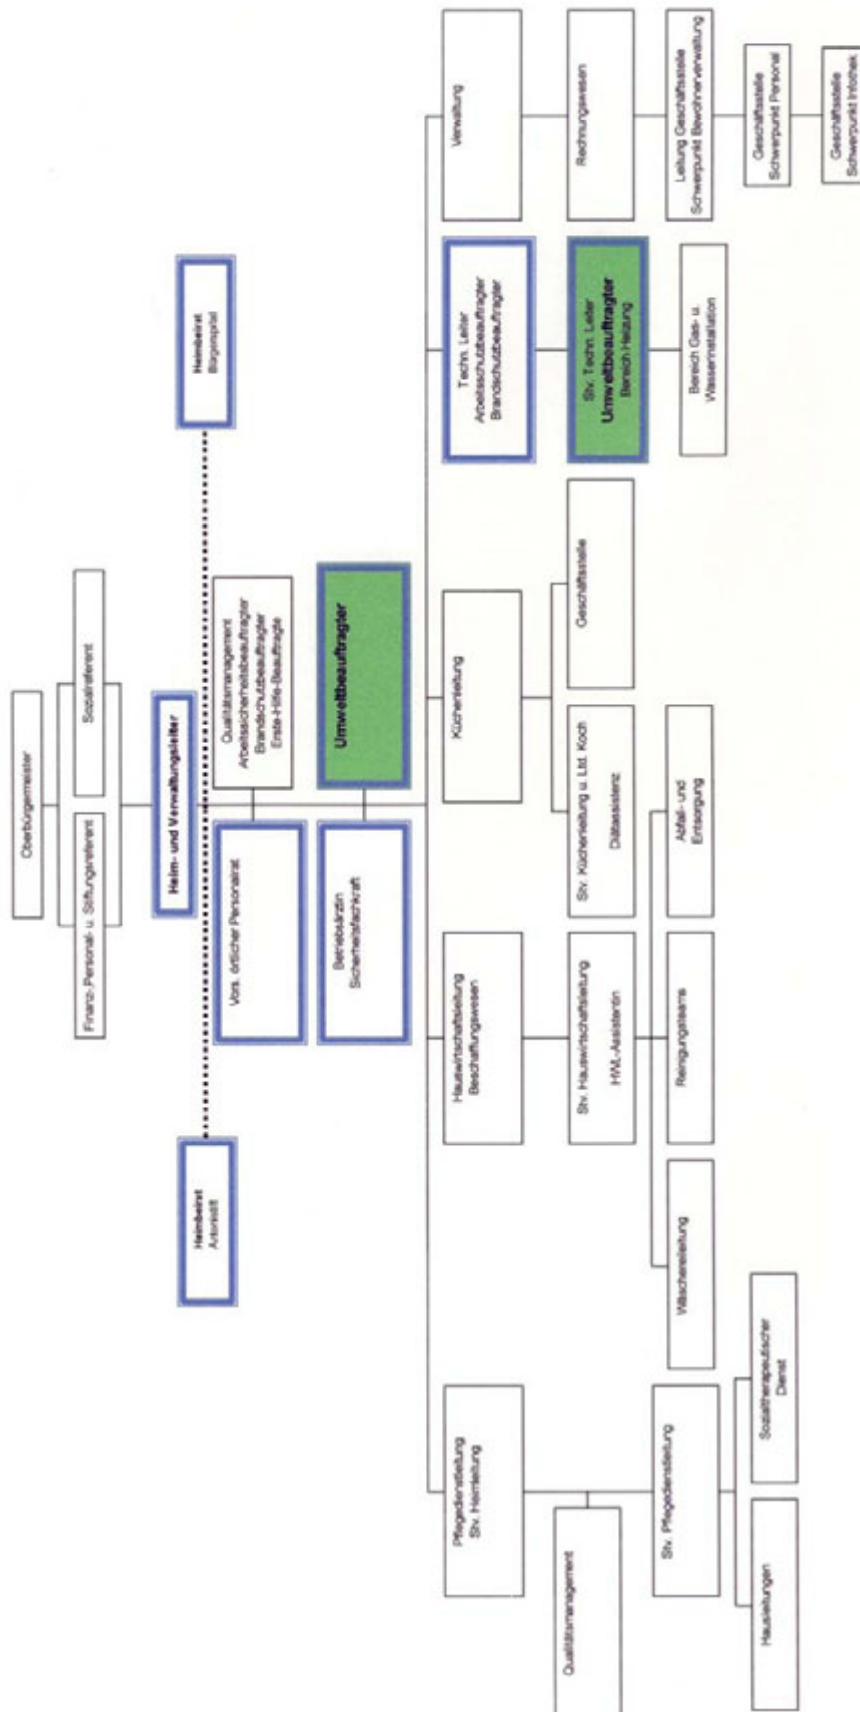 Oberbürgermeister
Finanz-,Personal- u. Stiftungsreferent
Sozialreferent
Heim- und Verwaltungsleiter
Heimbeirat
Antonistift
Heimbeirat
Bürgerspital
Vors. örtlicher Personalrat
Qualitätsmanagement
Arbeitssicherheitsbeauftragter
Brandschutzbeauftragter
Erste-Hilfe-Beauftragte
Betriebsärztin
Sicherheitsfachkraft
Umweltbeauftragter
Pflegedienstleitung
Stv. Heimleitung
Hauswirtschaftsleitung
Beschaffungswesen
Küchenleitung
Techn. Leiter
Arbeitsschutzbeauftragter
Brandschutzbeauftragter
Verwaltung
Qualitätsmanagement
Stv. Hauswirtschaftsleitung
HWL-Assistentin
Stv. Küchenleitung u. Ltd. Koch
Diätassistenz
Geschäftsstelle
Stv. Techn. Leiter
Umweltbeauftragter
Bereich Heizung
Rechnungswesen
Stv. Pflegedienstleitung
Wäschereileitung
Reinigungsteams
Abfall- und
Entsorgung
Bereich Gas- u.
Wasserinstallation
Leitung Geschäftsstelle
Schwerpunkt Bewohnerverwaltung
Hausleitungen
Sozialtherapeutischer
Dienst
Geschäftsstelle
Schwerpunkt Personal
Geschäftsstelle
Schwerpunkt Infothek